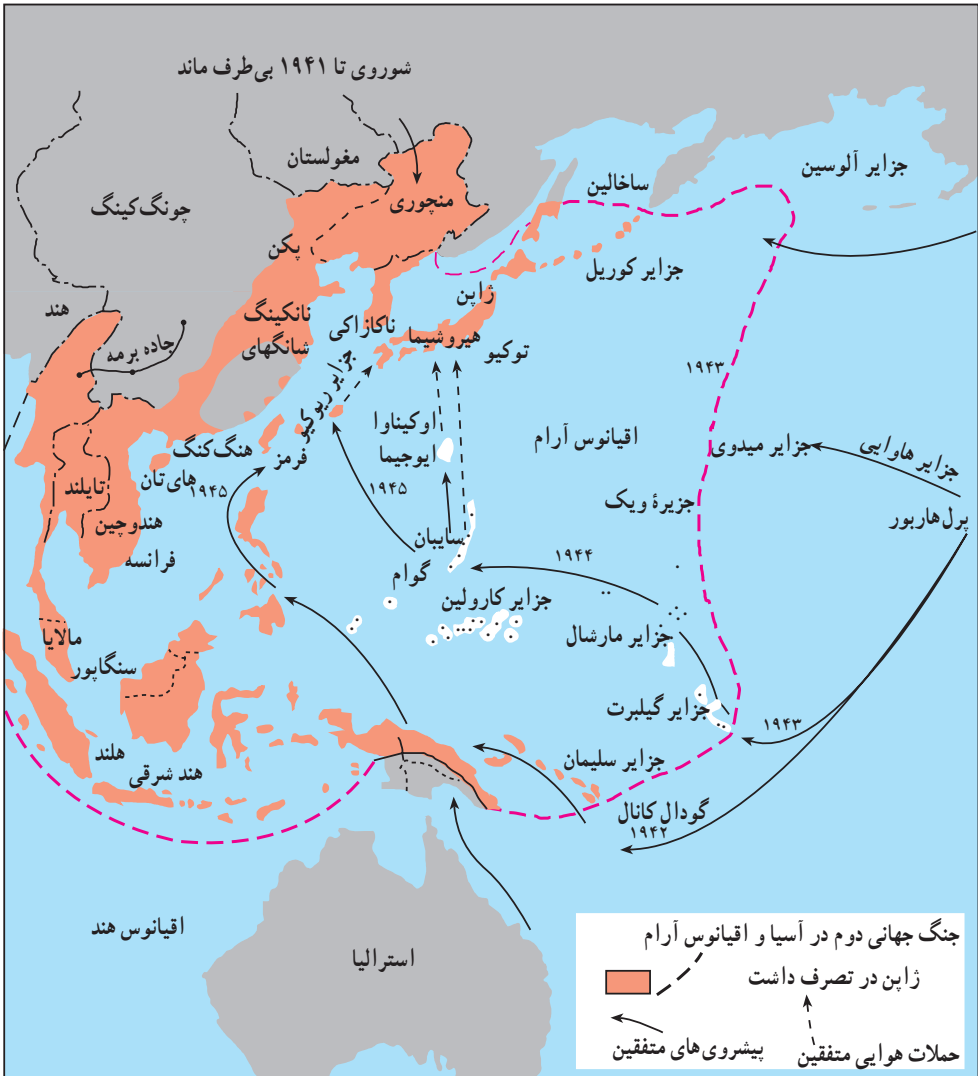 شوروی تا ۱۹۴۱ بی‌طرف ماند
جزایر آلوسین
مغولستان
ساخالین
منچوری
چونگ‌کینگ
پکن
جزایر کوریل
ژاپن
هند
نانکینگ
ناکازاکی
هیروشیما
توکیو
شانگهای
جاده برمه
جزایر ریوکیو
۱۹۴۳
اوکیناوا
ایوجیما
اقیانوس آرام
جزایر میدوی
جزایر هاوایی
هنگ‌کنگ
فرمز
های‌تان
۱۹۴۵
۱۹۴۵
تایلند
هندوچین
فرانسه
جزیرهٔ ویک
پرل‌هاربور
سایبان
گوام
۱۹۴۴
جزایر کارولین
جزایر مارشال
مالایا
سنگاپور
جزایر گیلبرت
۱۹۴۳
هلند
هند شرقی
جزایر سلیمان
گودال کانال
۱۹۴۲
اقیانوس هند
استرالیا
جنگ جهانی دوم در آسیا و اقیانوس آرام
ژاپن در تصرف داشت
پیشروی‌های متفقین
حملات هوایی متفقین